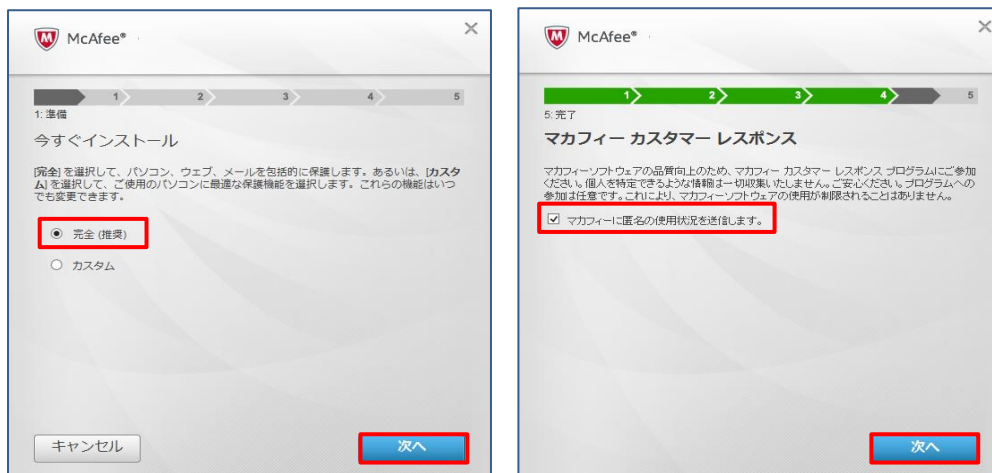 McAfee®
1 2 3 4 5
1: 準備
今すぐインストール
[完全] を選択して、パソコン、ウェブ、メールを包括的に保護します。あるいは、[カスタ
ム] を選択して、ご使用のパソコンに最適な保護機能を選択します。これらの機能はいつ
でも変更できます。
完全 (推奨)
カスタム
キャンセル
次へ
McAfee®
1 2 3 4 5
5: 完了
マカフィー カスタマー レスポンス
マカフィーソフトウェアの品質向上のため、マカフィー カスタマー レスポンス プログラムにご参加
ください。個人を特定できるような情報は一切収集いたしません。ご安心ください。プログラムへの
参加は任意です。これにより、マカフィーソフトウェアの使用が制限されることはありません。
マカフィーに匿名の使用状況を送信します。
次へ